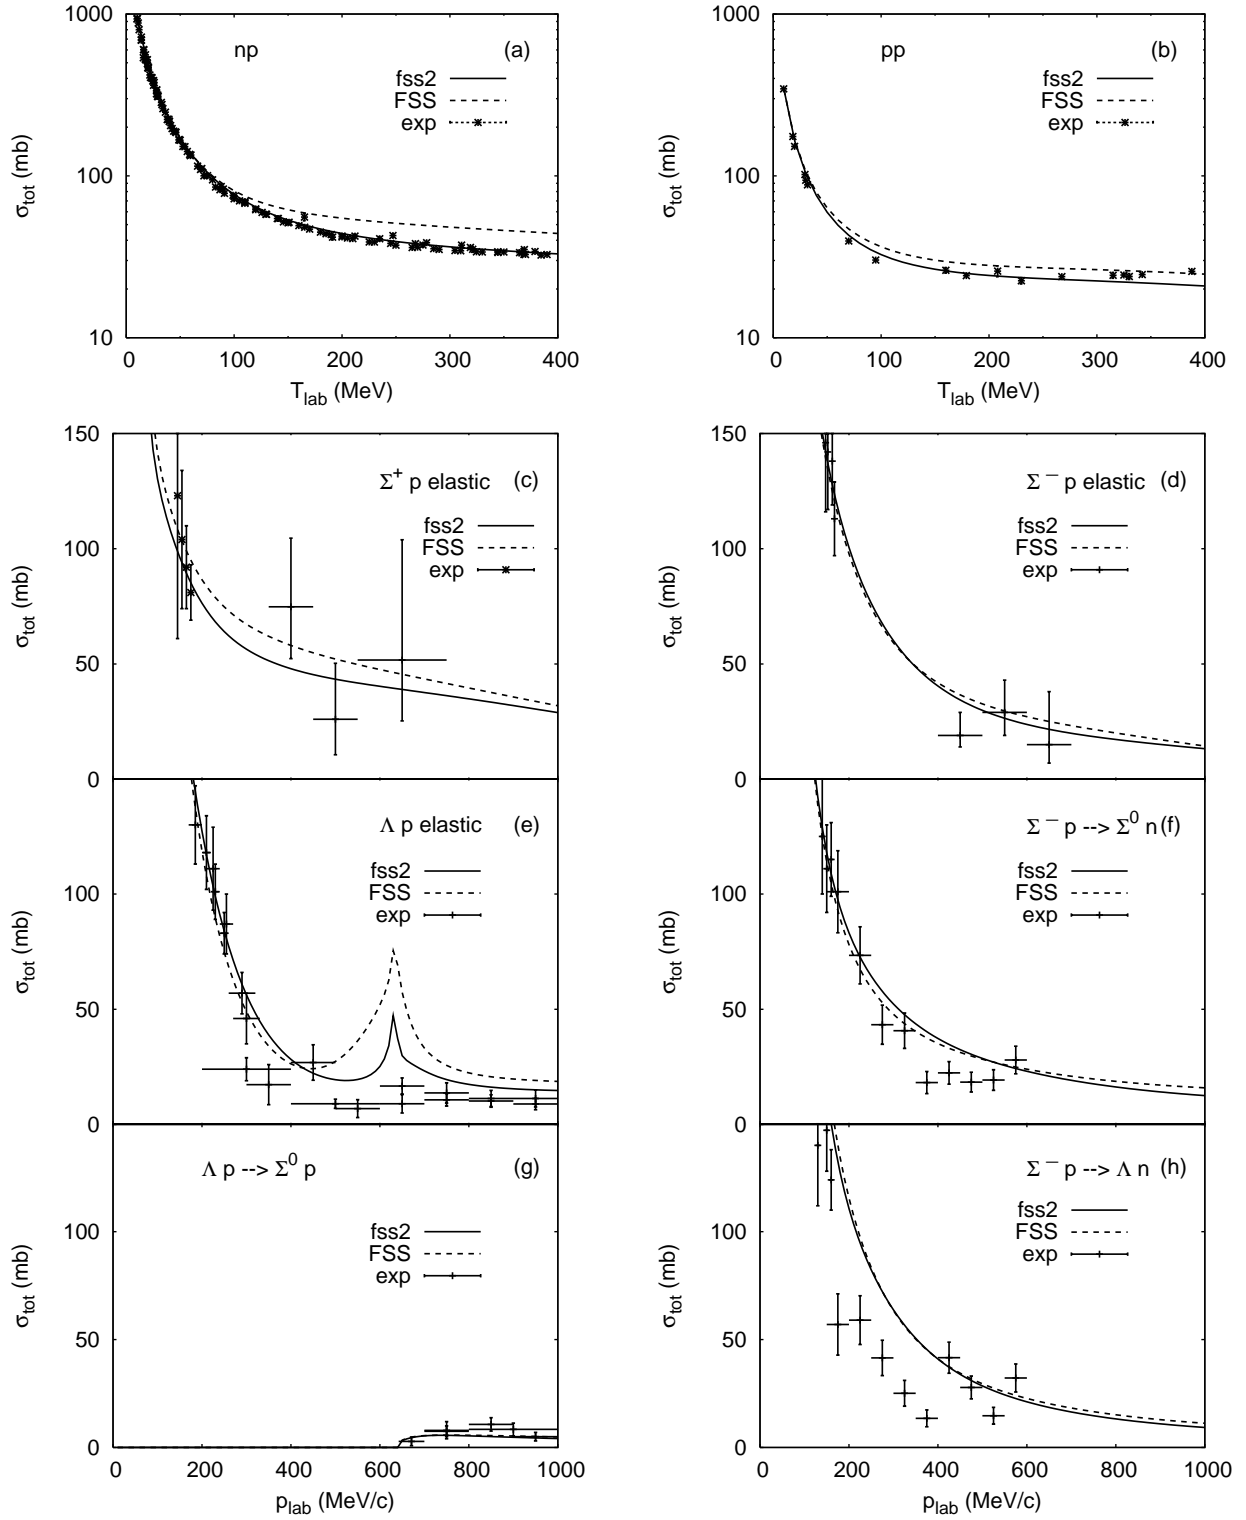 1000
100
10
σtot (mb)
np
(a)
fss2
FSS
exp
0 100 200 300 400
Tlab (MeV)
1000
100
10
σtot (mb)
pp
(b)
fss2
FSS
exp
0 100 200 300 400
Tlab (MeV)
150
100
50
0
σtot (mb)
Σ+ p elastic (c)
fss2
FSS
exp
150
100
50
0
σtot (mb)
Σ− p elastic (d)
fss2
FSS
exp
100
50
0
σtot (mb)
Λ p elastic (e)
fss2
FSS
exp
100
50
0
σtot (mb)
Σ− p --> Σ0 n (f)
fss2
FSS
exp
100
50
0
σtot (mb)
Λ p --> Σ0 p (g)
fss2
FSS
exp
0 200 400 600 800 1000
plab (MeV/c)
100
50
0
σtot (mb)
Σ− p --> Λ n (h)
fss2
FSS
exp
0 200 400 600 800 1000
plab (MeV/c)